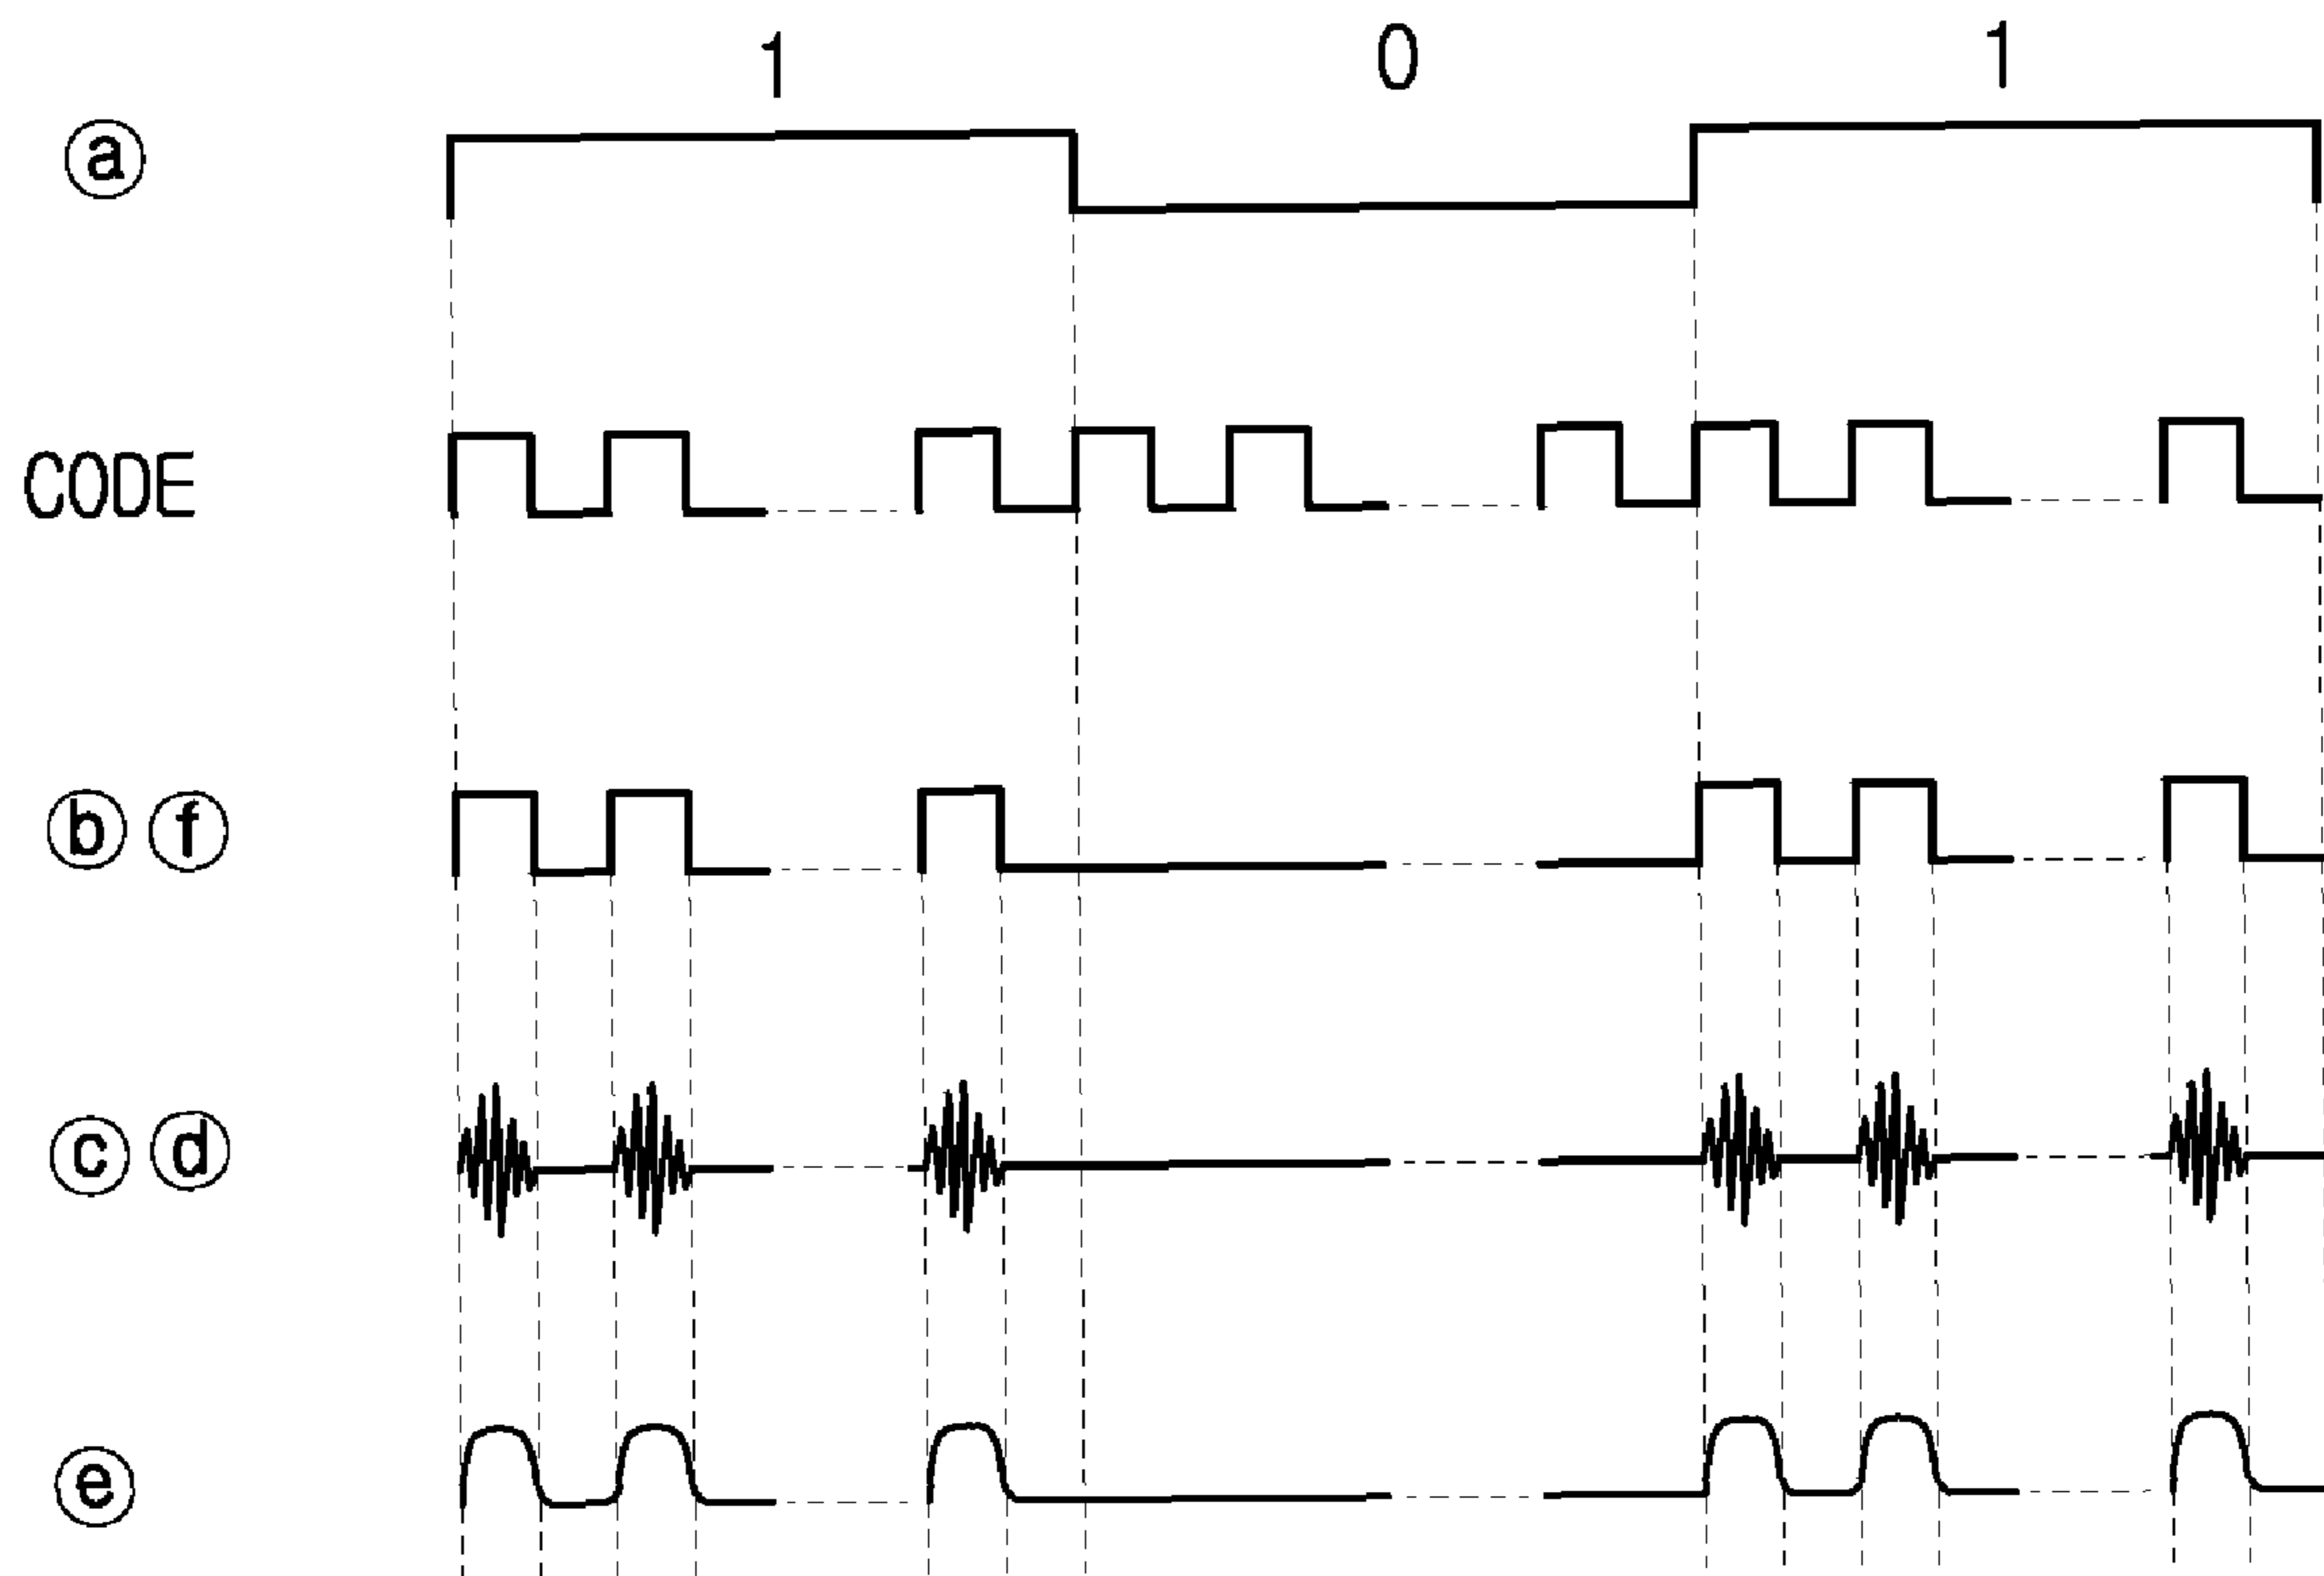 1 0 1
ⓐ
CODE
ⓑ ⓕ
ⓒ ⓓ
ⓔ